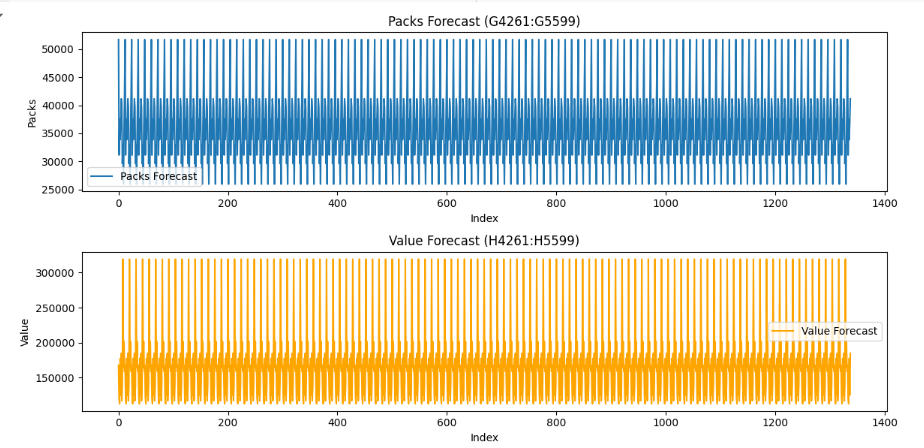 Packs Forecast (G4261:G5599)
50000
45000
40000
35000
30000
25000
Packs
Packs Forecast
0 200 400 600 800 1000 1200 1400
Index
Value Forecast (H4261:H5599)
300000
250000
200000
150000
Value
Value Forecast
0 200 400 600 800 1000 1200 1400
Index